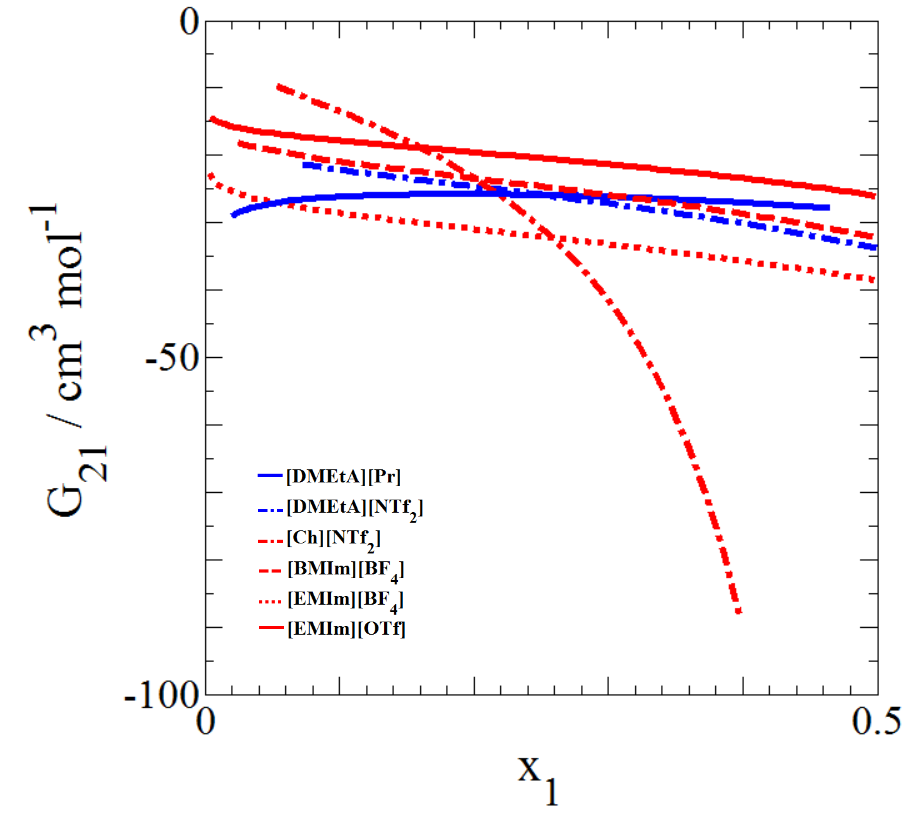 0
-50
-100
G21 / cm3 mol-1
[DMEtA][Pr]
[DMEtA][NTf2]
[Ch][NTf2]
[BMIm][BF4]
[EMIm][BF4]
[EMIm][OTf]
0
0.5
x1